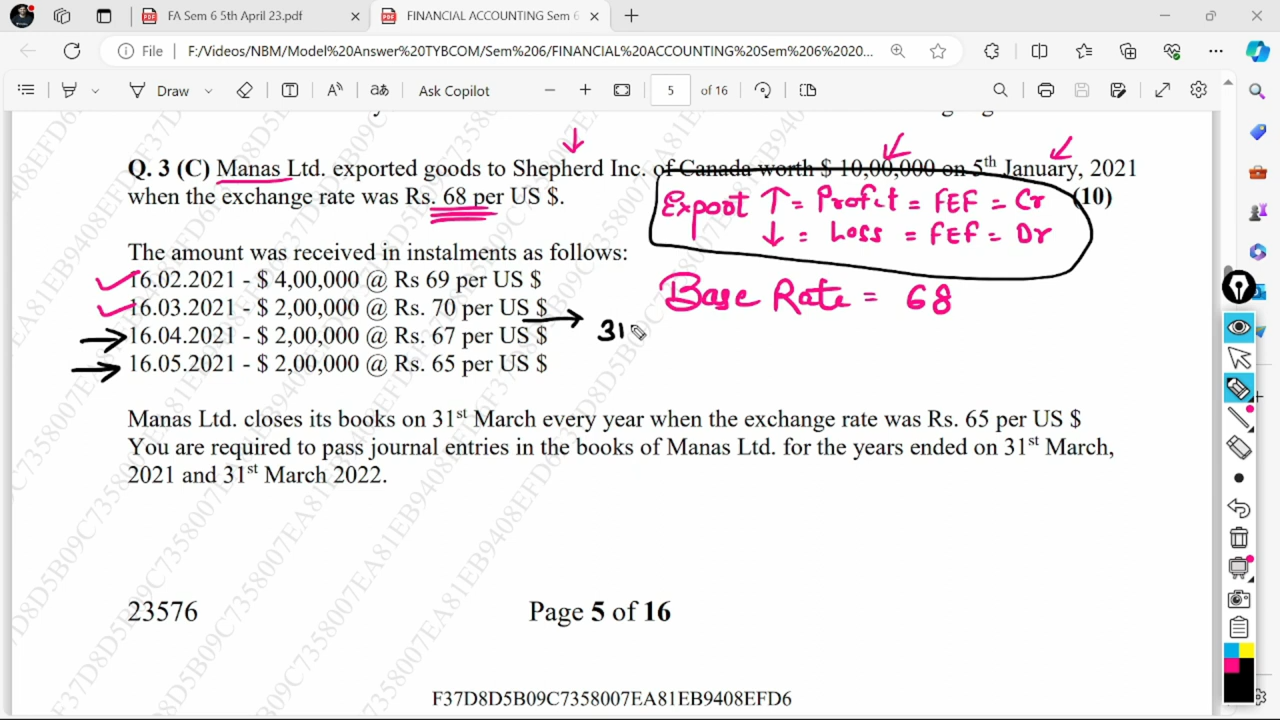 FA Sem 6 5th April 23.pdf
FINANCIAL ACCOUNTING Sem 6
File
F:/Videos/NBM/Model%20Answer%20TYBCOM/Sem%206/FINANCIAL%20ACCOUNTING%20Sem%206%2020...
Draw
Ask Copilot
5
of 16
Q. 3 (C) Manas Ltd. exported goods to Shepherd Inc. of Canada worth $ 10,00,000 on 5th January, 2021
when the exchange rate was Rs. 68 per US $.
(10)
Export ↑ = Profit = FEF = Cr
↓ = Loss = FEF = Dr
The amount was received in instalments as follows:
16.02.2021 - $ 4,00,000 @ Rs 69 per US $
16.03.2021 - $ 2,00,000 @ Rs. 70 per US $
16.04.2021 - $ 2,00,000 @ Rs. 67 per US $
16.05.2021 - $ 2,00,000 @ Rs. 65 per US $
Base Rate = 68
31
Manas Ltd. closes its books on 31st March every year when the exchange rate was Rs. 65 per US $
You are required to pass journal entries in the books of Manas Ltd. for the years ended on 31st March,
2021 and 31st March 2022.
23576
Page 5 of 16
F37D8D5B09C7358007EA81EB9408EFD6